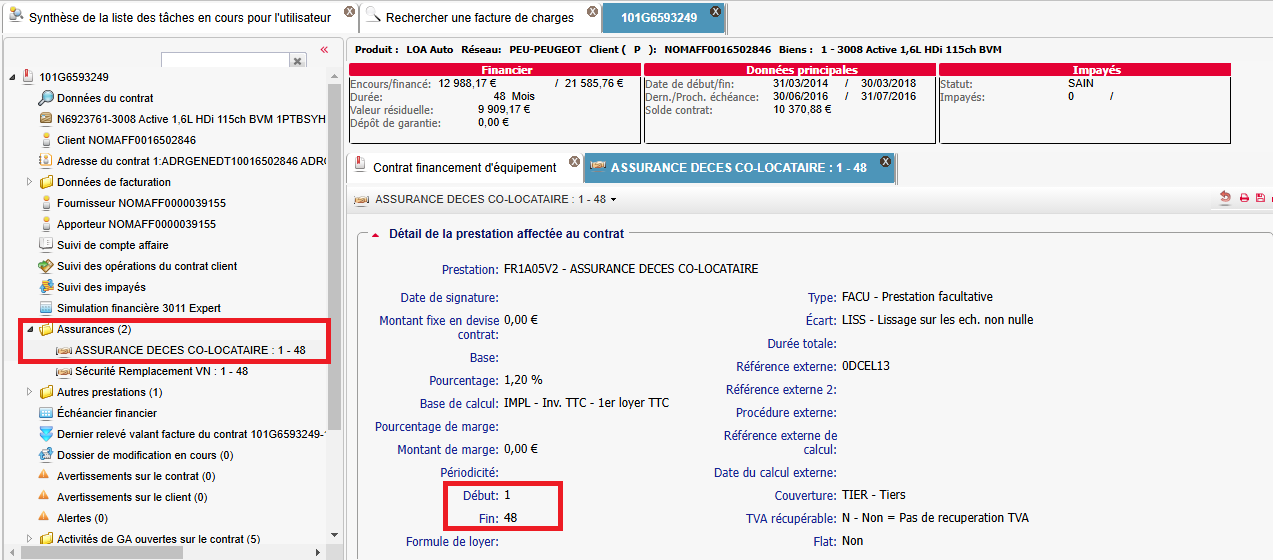 Synthèse de la liste des tâches en cours pour l'utilisateur
Rechercher une facture de charges
101G6593249
101G6593249
Données du contrat
N6923761-3008 Active 1,6L HDi 115ch BVM 1PTBSYH
Client NOMAFF0016502846
Adresse du contrat 1:ADRGENEDT10016502846 ADRG
Données de facturation
Fournisseur NOMAFF0000039155
Apporteur NOMAFF0000039155
Suivi de compte affaire
Suivi des opérations du contrat client
Suivi des impayés
Simulation financière 3011 Expert
Assurances (2)
ASSURANCE DECES CO-LOCATAIRE : 1 - 48
Sécurité Remplacement VN : 1 - 48
Autres prestations (1)
Échéancier financier
Dernier relevé valant facture du contrat 101G6593249-
Dossier de modification en cours (0)
Avertissements sur le contrat (0)
Avertissements sur le client (0)
Alertes (0)
Activités de GA ouvertes sur le contrat (5)
Produit : LOA Auto Réseau: PEU-PEUGEOT Client ( P ): NOMAFF0016502846 Biens : 1 - 3008 Active 1,6L HDi 115ch BVM
Financier
Encours/financé: 12 988,17 € / 21 585,76 €
Durée: 48 Mois
Valeur résiduelle: 9 909,17 €
Dépôt de garantie: 0,00 €
Données principales
Date de début/fin: 31/03/2014 / 30/03/2018
Dern./Proch. échéance: 30/06/2016 / 31/07/2016
Solde contrat: 10 370,88 €
Impayés
Statut: SAIN
Impayés: 0 /
Contrat financement d'équipement
ASSURANCE DECES CO-LOCATAIRE : 1 - 48
ASSURANCE DECES CO-LOCATAIRE : 1 - 48
Détail de la prestation affectée au contrat
Prestation: FR1A05V2 - ASSURANCE DECES CO-LOCATAIRE
Date de signature:
Montant fixe en devise contrat: 0,00 €
Base:
Pourcentage: 1,20 %
Base de calcul: IMPL - Inv. TTC - 1er loyer TTC
Pourcentage de marge:
Montant de marge: 0,00 €
Périodicité:
Début: 1
Fin: 48
Formule de loyer:
Type: FACU - Prestation facultative
Écart: LISS - Lissage sur les ech. non nulle
Durée totale:
Référence externe: 0DCEL13
Référence externe 2:
Procédure externe:
Référence externe de calcul:
Date du calcul externe:
Couverture: TIER - Tiers
TVA récupérable: N - Non = Pas de recuperation TVA
Flat: Non